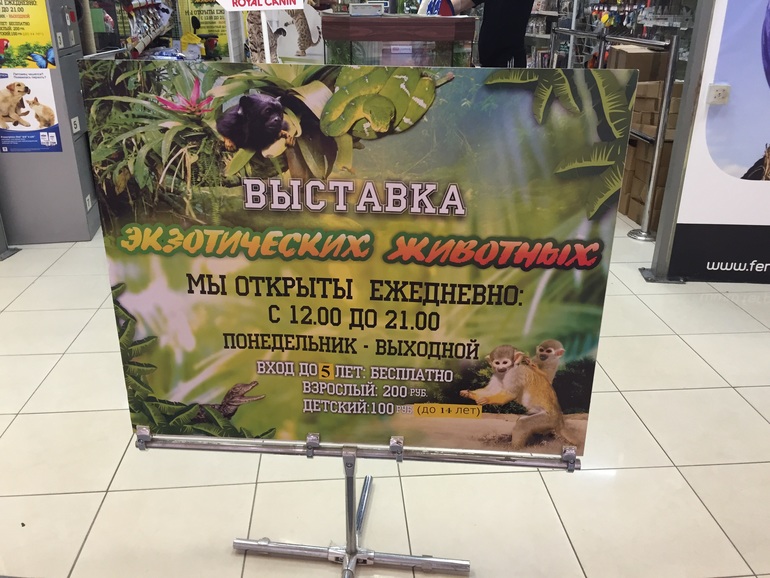 ROYAL CANIN
ВЫСТАВКА
ЭКЗОТИЧЕСКИХ ЖИВОТНЫХ
МЫ ОТКРЫТЫ ЕЖЕДНЕВНО:
С 12.00 ДО 21.00
ПОНЕДЕЛЬНИК - ВЫХОДНОЙ
ВХОД ДО 5 ЛЕТ: БЕСПЛАТНО
ВЗРОСЛЫЙ: 200 РУБ.
ДЕТСКИЙ:100 РУБ. (до 14 лет)
www.fer